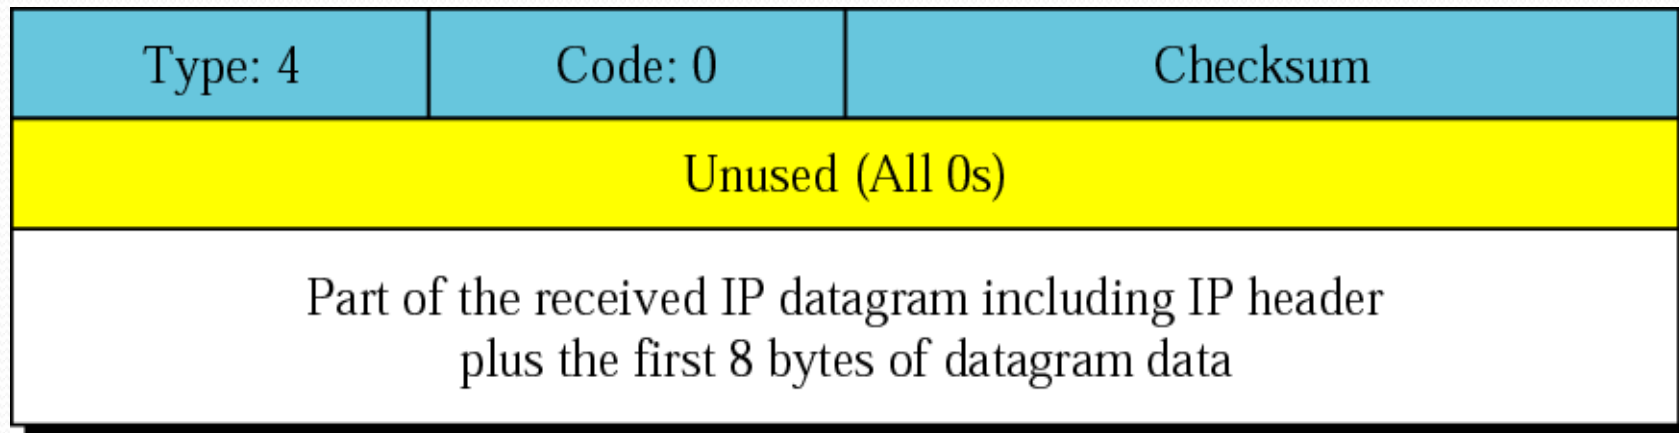 Type: 4 Code: 0 Checksum
Unused (All 0s)
Part of the received IP datagram including IP header
plus the first 8 bytes of datagram data